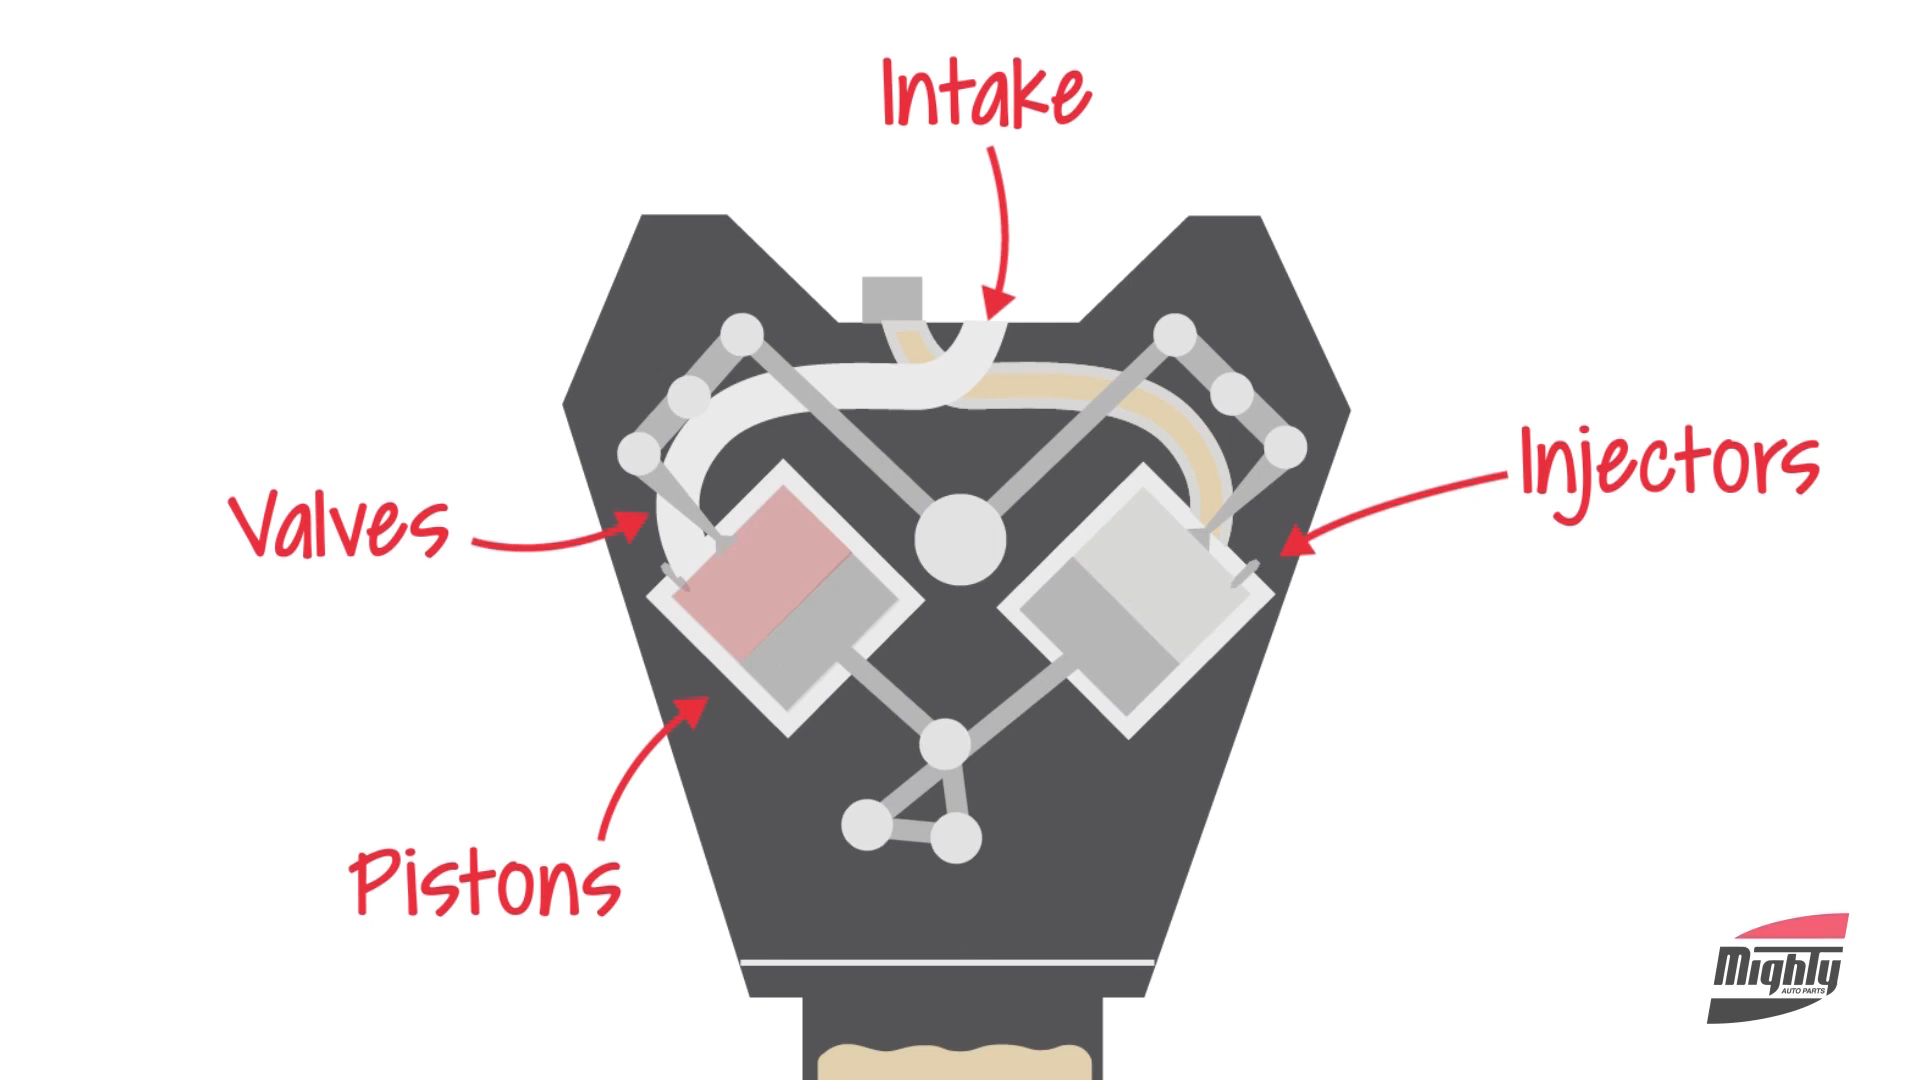 Intake
Injectors
Valves
Pistons
Mighty
AUTO PARTS